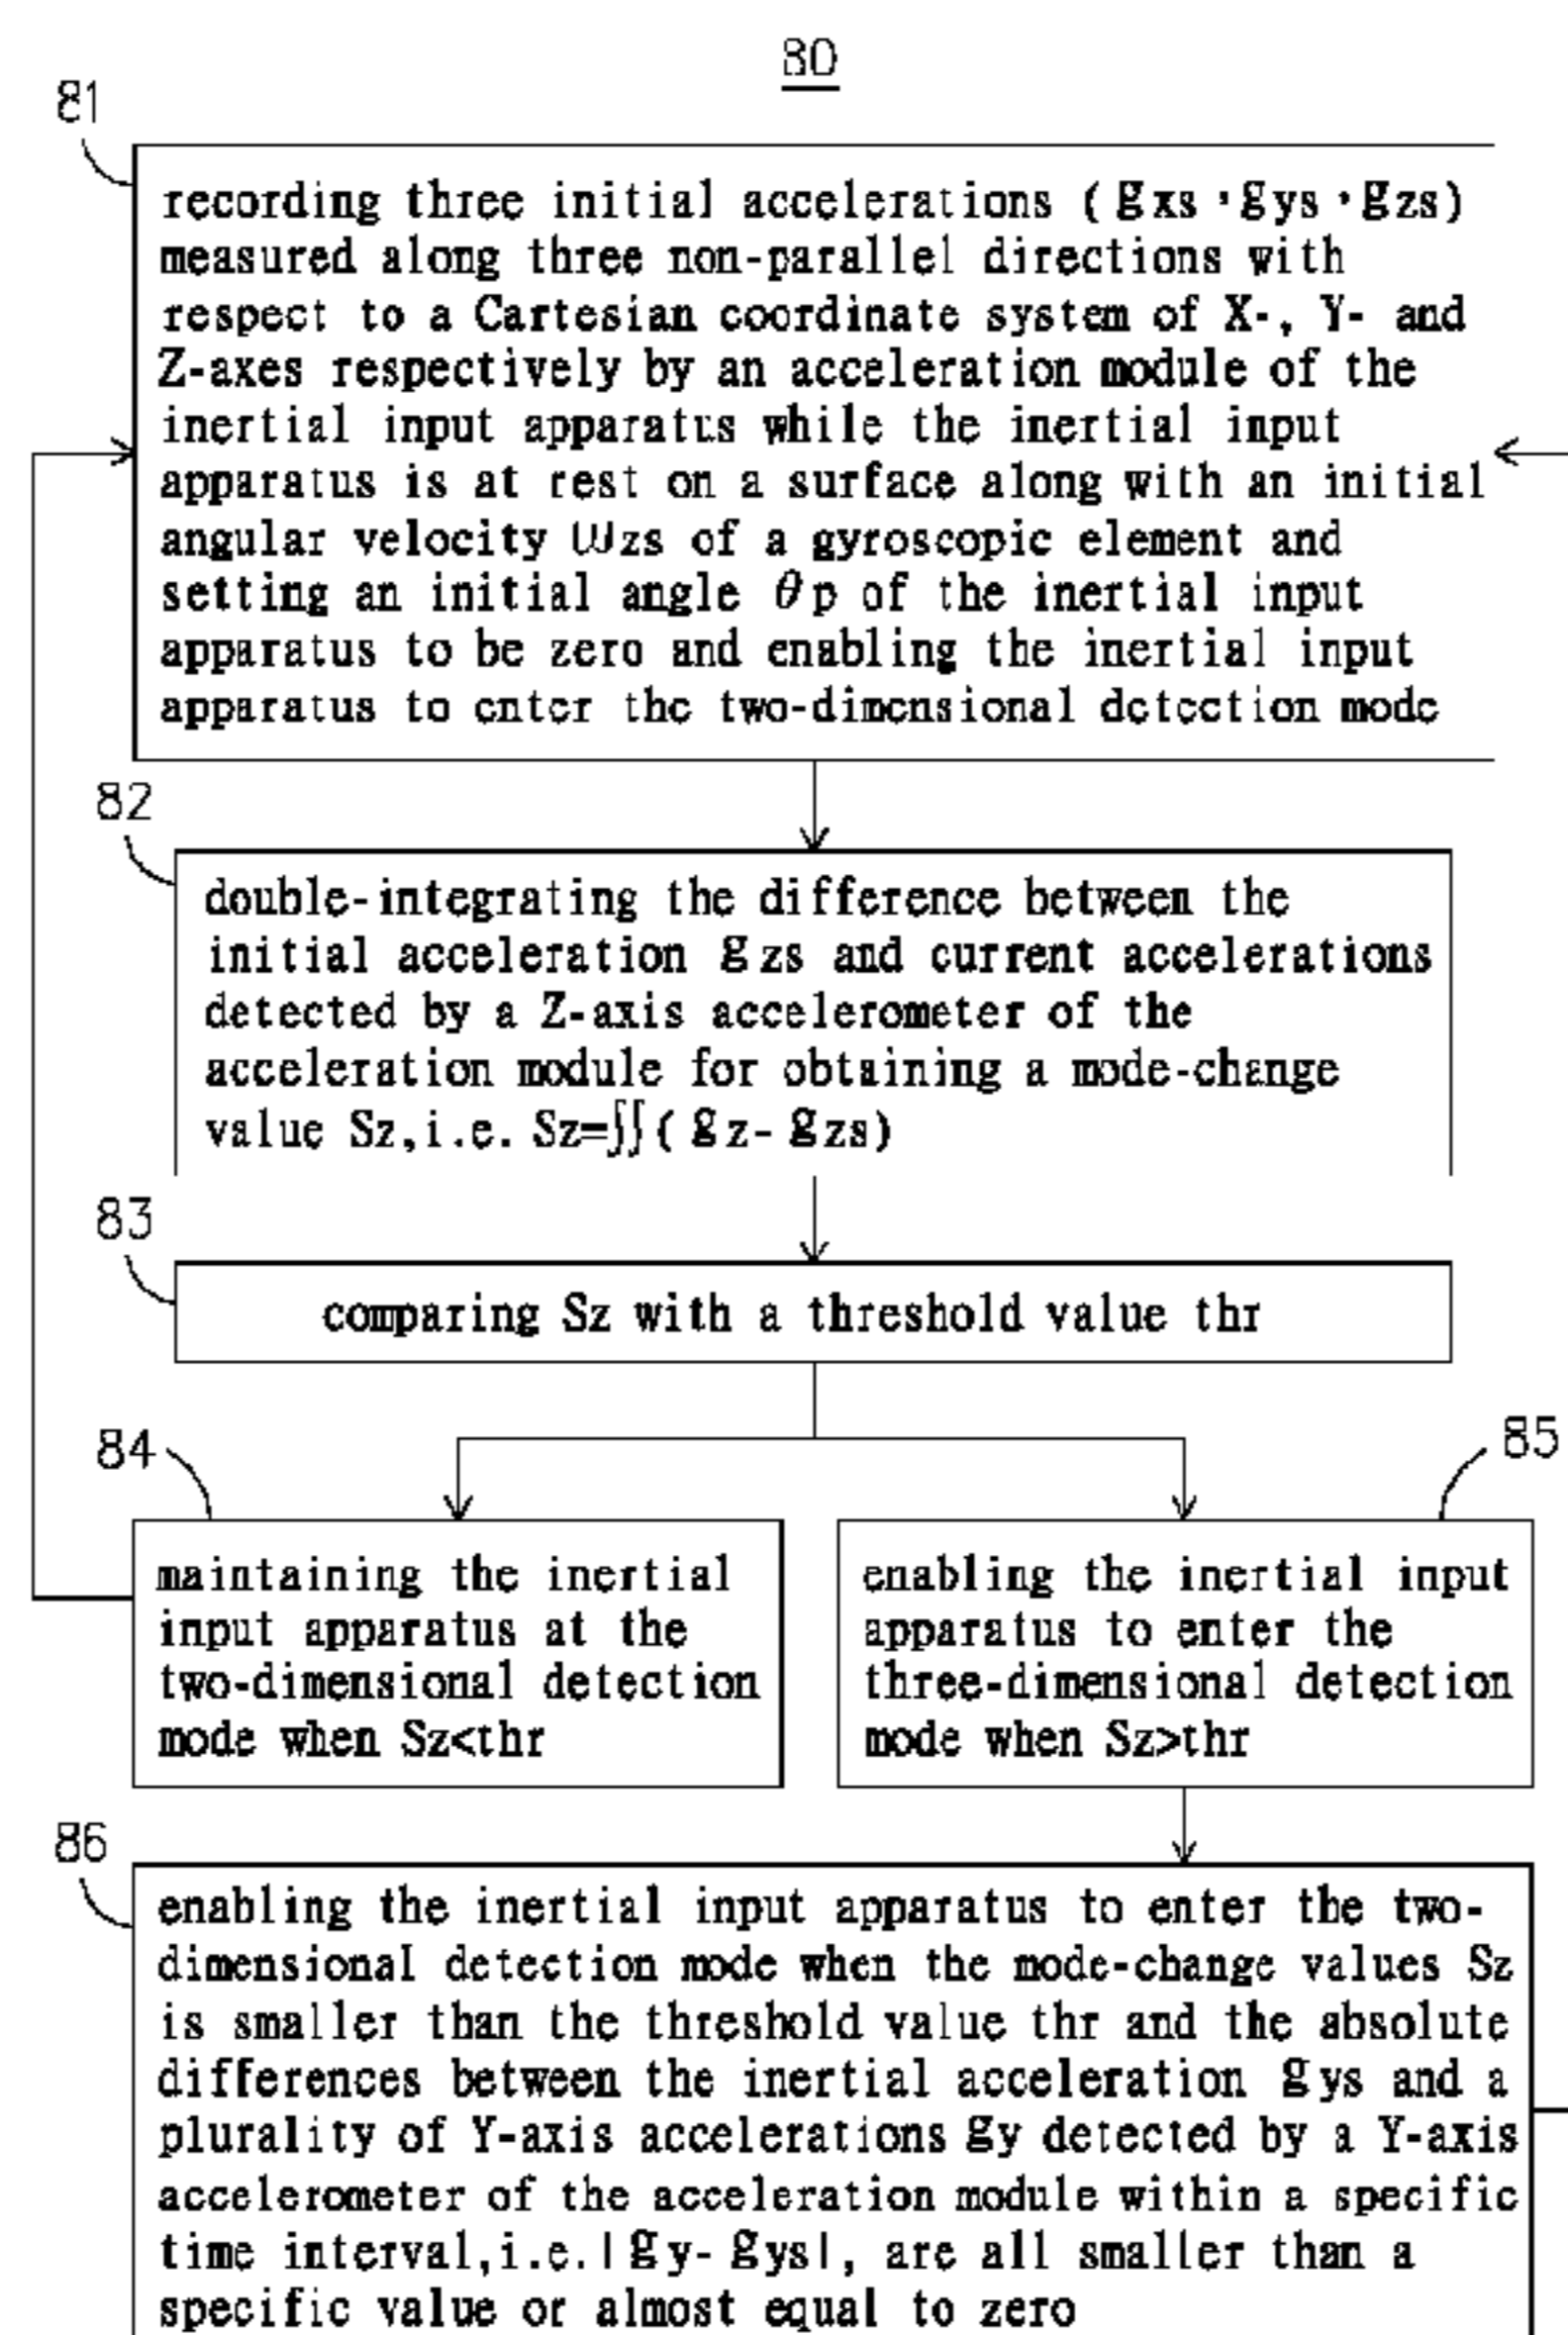 80
81
recording three initial accelerations (gxs·gys·gzs)
measured along three non-parallel directions with
respect to a Cartesian coordinate system of X-, Y- and
Z-axes respectively by an acceleration module of the
inertial input apparatus while the inertial input
apparatus is at rest on a surface along with an initial
angular velocity ωzs of a gyroscopic element and
setting an initial angle θp of the inertial input
apparatus to be zero and enabling the inertial input
apparatus to enter the two-dimensional detection mode
82
double-integrating the difference between the
initial acceleration gzs and current accelerations
detected by a Z-axis accelerometer of the
acceleration module for obtaining a mode-change
value Sz,i.e. Sz=∬(gz-gzs)
83
comparing Sz with a threshold value thr
84
maintaining the inertial
input apparatus at the
two-dimensional detection
mode when Sz<thr
85
enabling the inertial input
apparatus to enter the
three-dimensional detection
mode when Sz>thr
86
enabling the inertial input apparatus to enter the two-
dimensional detection mode when the mode-change values Sz
is smaller than the threshold value thr and the absolute
differences between the inertial acceleration gys and a
plurality of Y-axis accelerations gy detected by a Y-axis
accelerometer of the acceleration module within a specific
time interval,i.e.|gy-gys|, are all smaller than a
specific value or almost equal to zero